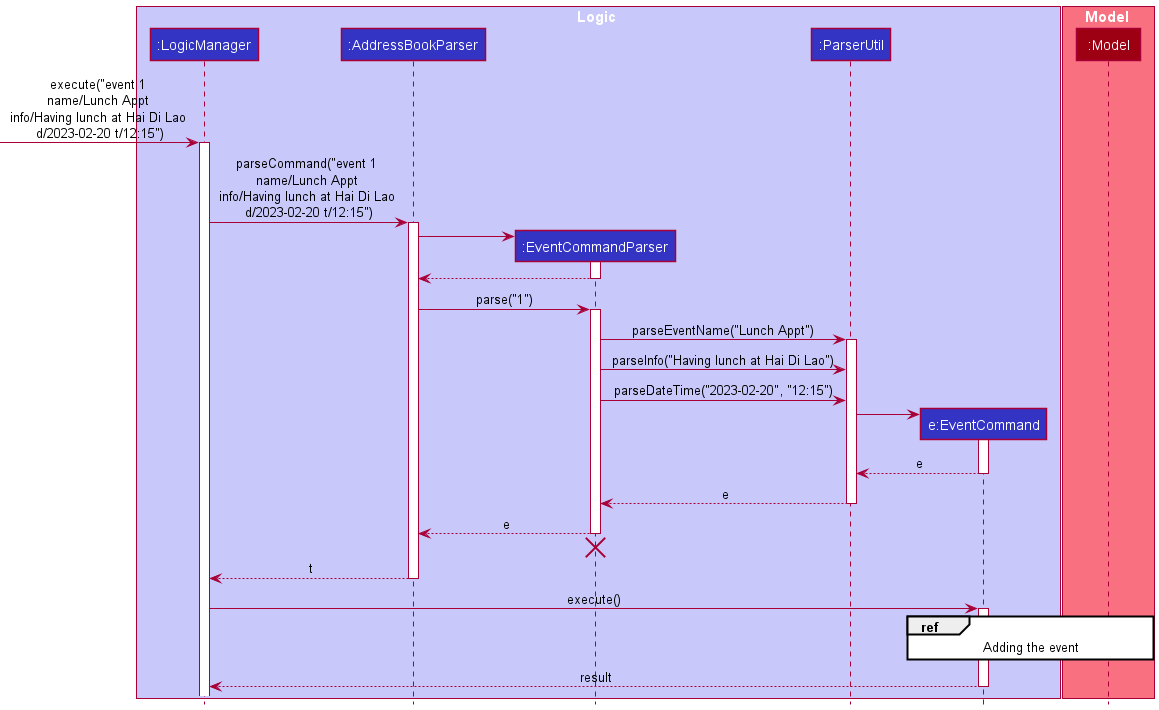 Logic
Model
:LogicManager
:AddressBookParser
:ParserUtil
:Model
execute("event 1
name/Lunch Appt
info/Having lunch at Hai Di Lao
d/2023-02-20 t/12:15")
parseCommand("event 1
name/Lunch Appt
info/Having lunch at Hai Di Lao
d/2023-02-20 t/12:15")
:EventCommandParser
parse("1")
parseEventName("Lunch Appt")
parseInfo("Having lunch at Hai Di Lao")
parseDateTime("2023-02-20", "12:15")
e:EventCommand
e
e
e
t
execute()
ref
Adding the event
result